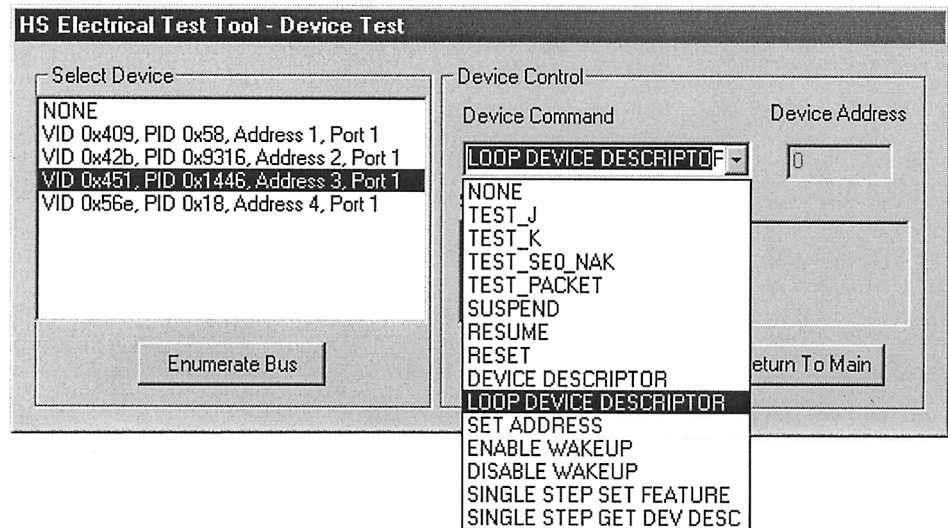 HS Electrical Test Tool - Device Test
Select Device
NONE
VID 0x409, PID 0x58, Address 1, Port 1
VID 0x42b, PID 0x9316, Address 2, Port 1
VID 0x451, PID 0x1446, Address 3, Port 1
VID 0x56e, PID 0x18, Address 4, Port 1
Enumerate Bus
Device Control
Device Command
Device Address
LOOP DEVICE DESCRIPTOF
0
NONE
TEST_J
TEST_K
TEST_SE0_NAK
TEST_PACKET
SUSPEND
RESUME
RESET
DEVICE DESCRIPTOR
LOOP DEVICE DESCRIPTOR
SET ADDRESS
ENABLE WAKEUP
DISABLE WAKEUP
SINGLE STEP SET FEATURE
SINGLE STEP GET DEV DESC
eturn To Main